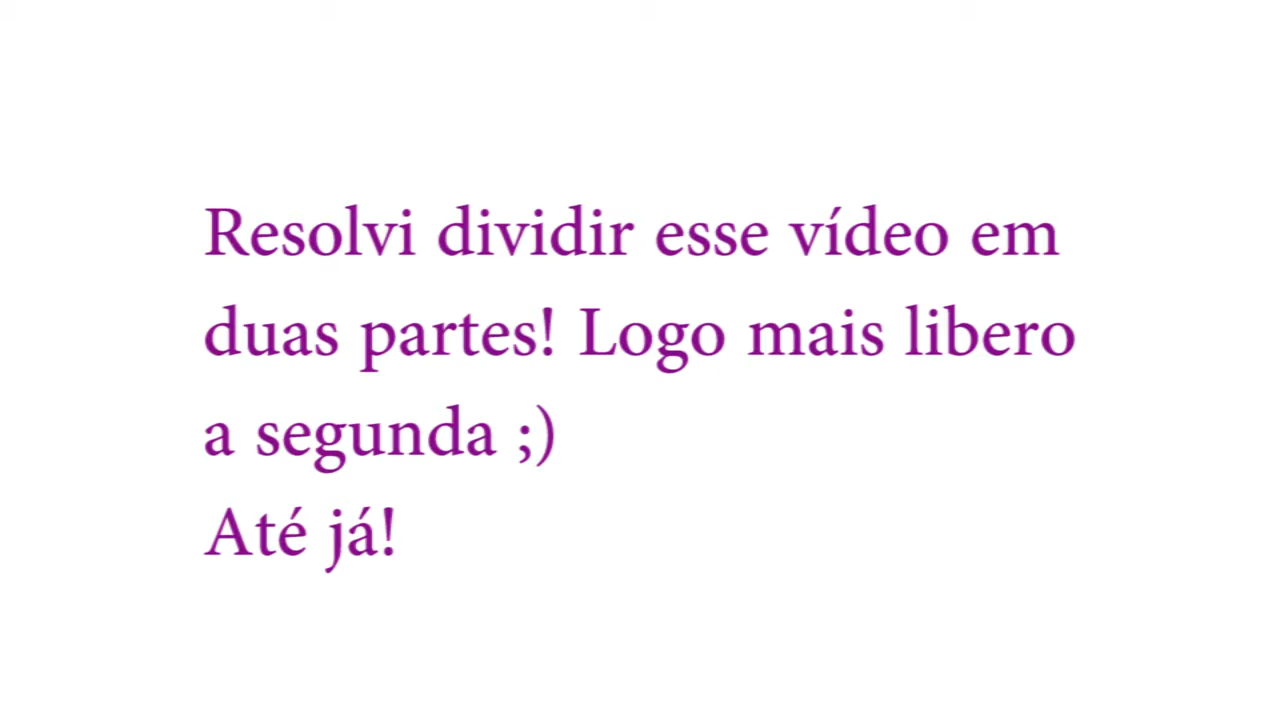 Resolvi dividir esse vídeo em
duas partes! Logo mais libero
a segunda ;)
Até já!